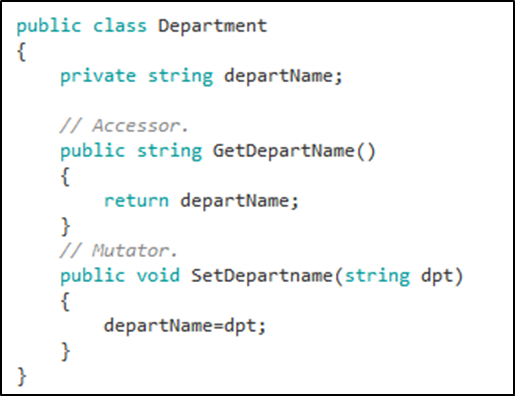 public class Department
{
    private string departName;

    // Accessor.
    public string GetDepartName()
    {
        return departName;
    }
    // Mutator.
    public void SetDepartname(string dpt)
    {
        departName=dpt;
    }
}